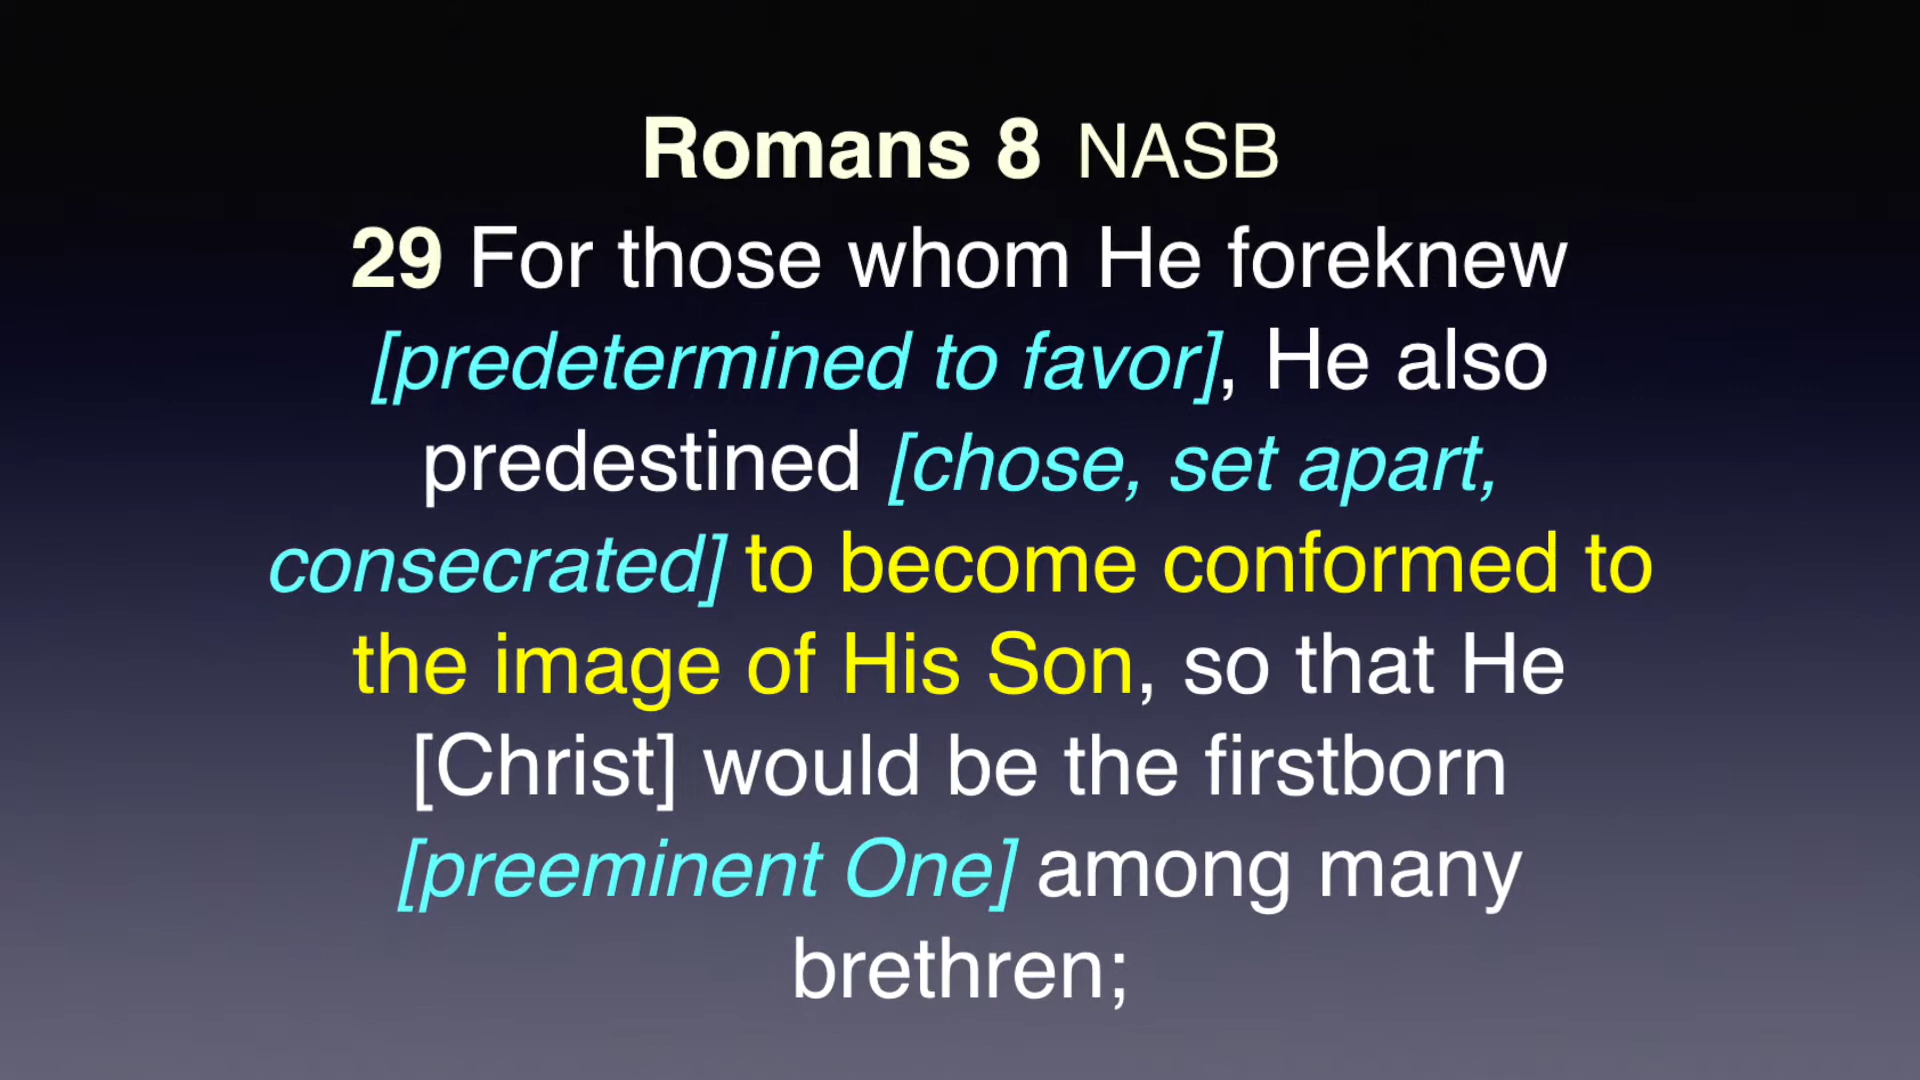 Romans 8 NASB
29 For those whom He foreknew
[predetermined to favor], He also
predestined [chose, set apart,
consecrated] to become conformed to
the image of His Son, so that He
[Christ] would be the firstborn
[preeminent One] among many
brethren;